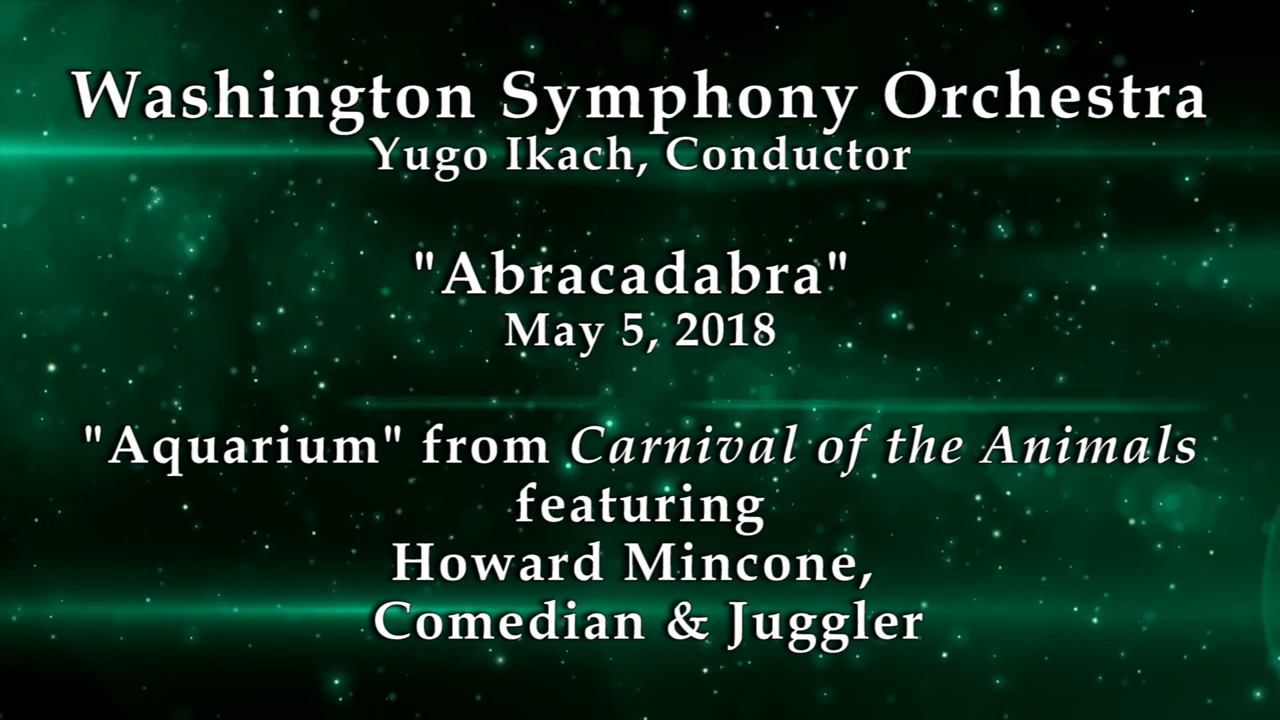 Washington Symphony Orchestra
Yugo Ikach, Conductor
"Abracadabra"
May 5, 2018
"Aquarium" from Carnival of the Animals
featuring
Howard Mincone,
Comedian & Juggler